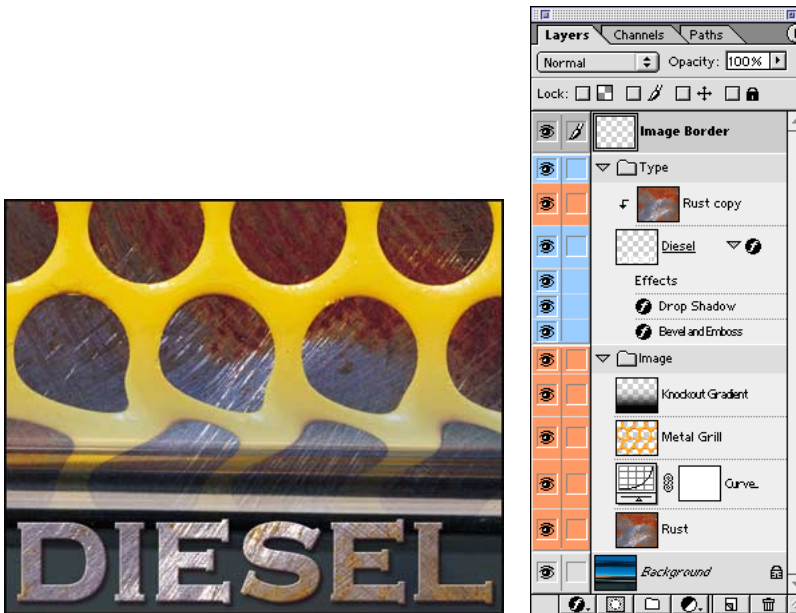 DIESEL
Layers Channels Paths
Normal Opacity: 100%
Lock:
Image Border
Type
Rust copy
Diesel
Effects
Drop Shadow
Bevel and Emboss
Image
Knockout Gradient
Metal Grill
Curve...
Rust
Background